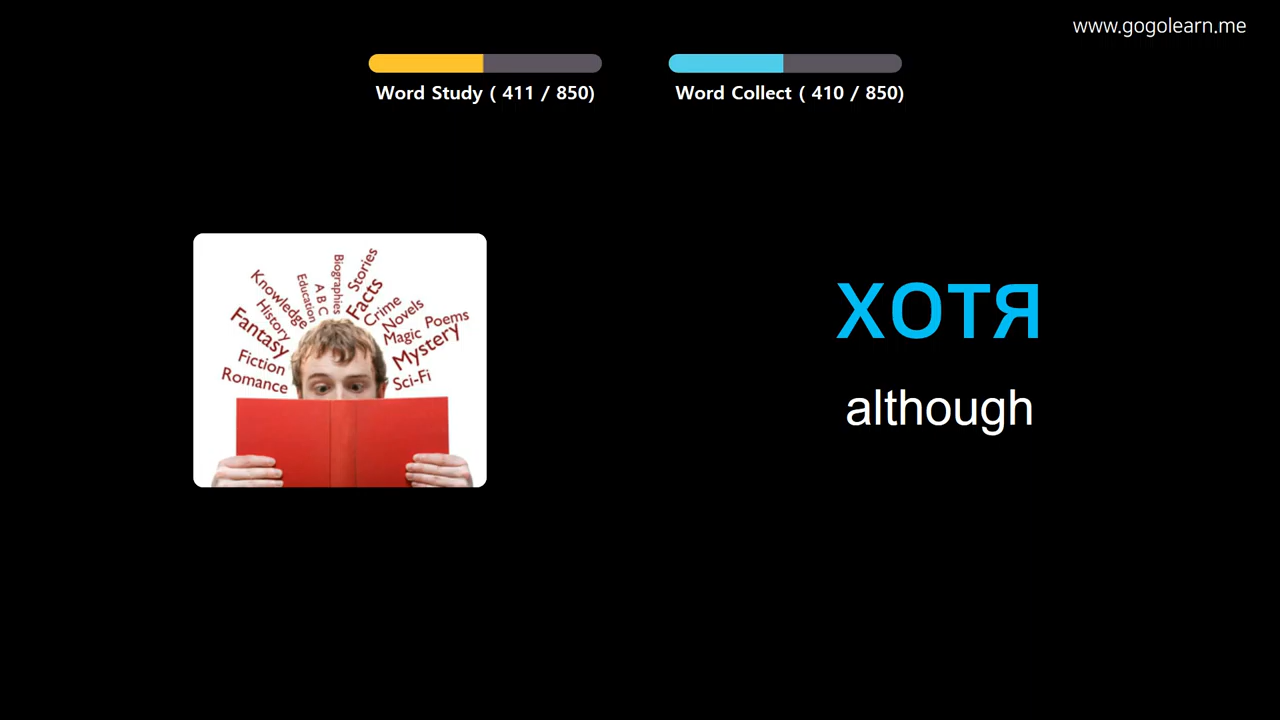 www.gogolearn.me
Word Study ( 411 / 850)
Word Collect ( 410 / 850)
Knowledge
History
Fantasy
Fiction
Romance
Education
A B C
Biographies
Stories
Facts
Crime
Novels
Magic
Poems
Mystery
Sci-Fi
хотя
although